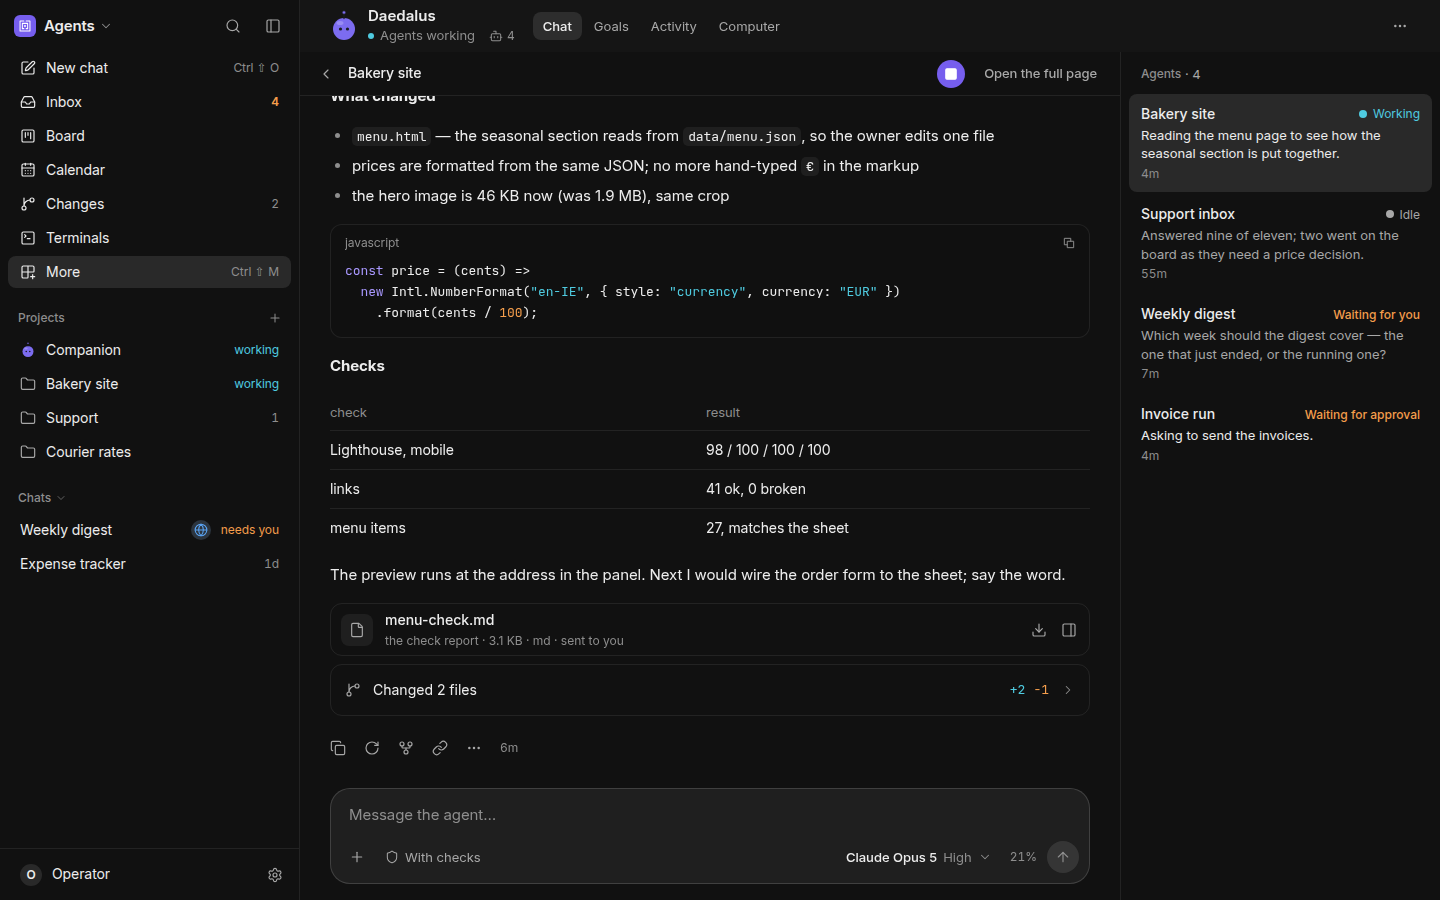 Agents
New chat Ctrl ⇧ O
Inbox 4
Board
Calendar
Changes 2
Terminals
More Ctrl ⇧ M
Projects
Companion working
Bakery site working
Support 1
Courier rates
Chats
Weekly digest needs you
Expense tracker 1d
O Operator
Daedalus
Agents working 4
Chat Goals Activity Computer
Bakery site Open the full page
What changed
menu.html — the seasonal section reads from data/menu.json, so the owner edits one file
prices are formatted from the same JSON; no more hand-typed € in the markup
the hero image is 46 KB now (was 1.9 MB), same crop
javascript
const price = (cents) =>
new Intl.NumberFormat("en-IE", { style: "currency", currency: "EUR" })
.format(cents / 100);
Checks
check result
Lighthouse, mobile 98 / 100 / 100 / 100
links 41 ok, 0 broken
menu items 27, matches the sheet
The preview runs at the address in the panel. Next I would wire the order form to the sheet; say the word.
menu-check.md
the check report · 3.1 KB · md · sent to you
Changed 2 files +2 -1
6m
Message the agent...
With checks Claude Opus 5 High 21%
Agents · 4
Bakery site Working
Reading the menu page to see how the
seasonal section is put together.
4m
Support inbox Idle
Answered nine of eleven; two went on the
board as they need a price decision.
55m
Weekly digest Waiting for you
Which week should the digest cover — the
one that just ended, or the running one?
7m
Invoice run Waiting for approval
Asking to send the invoices.
4m